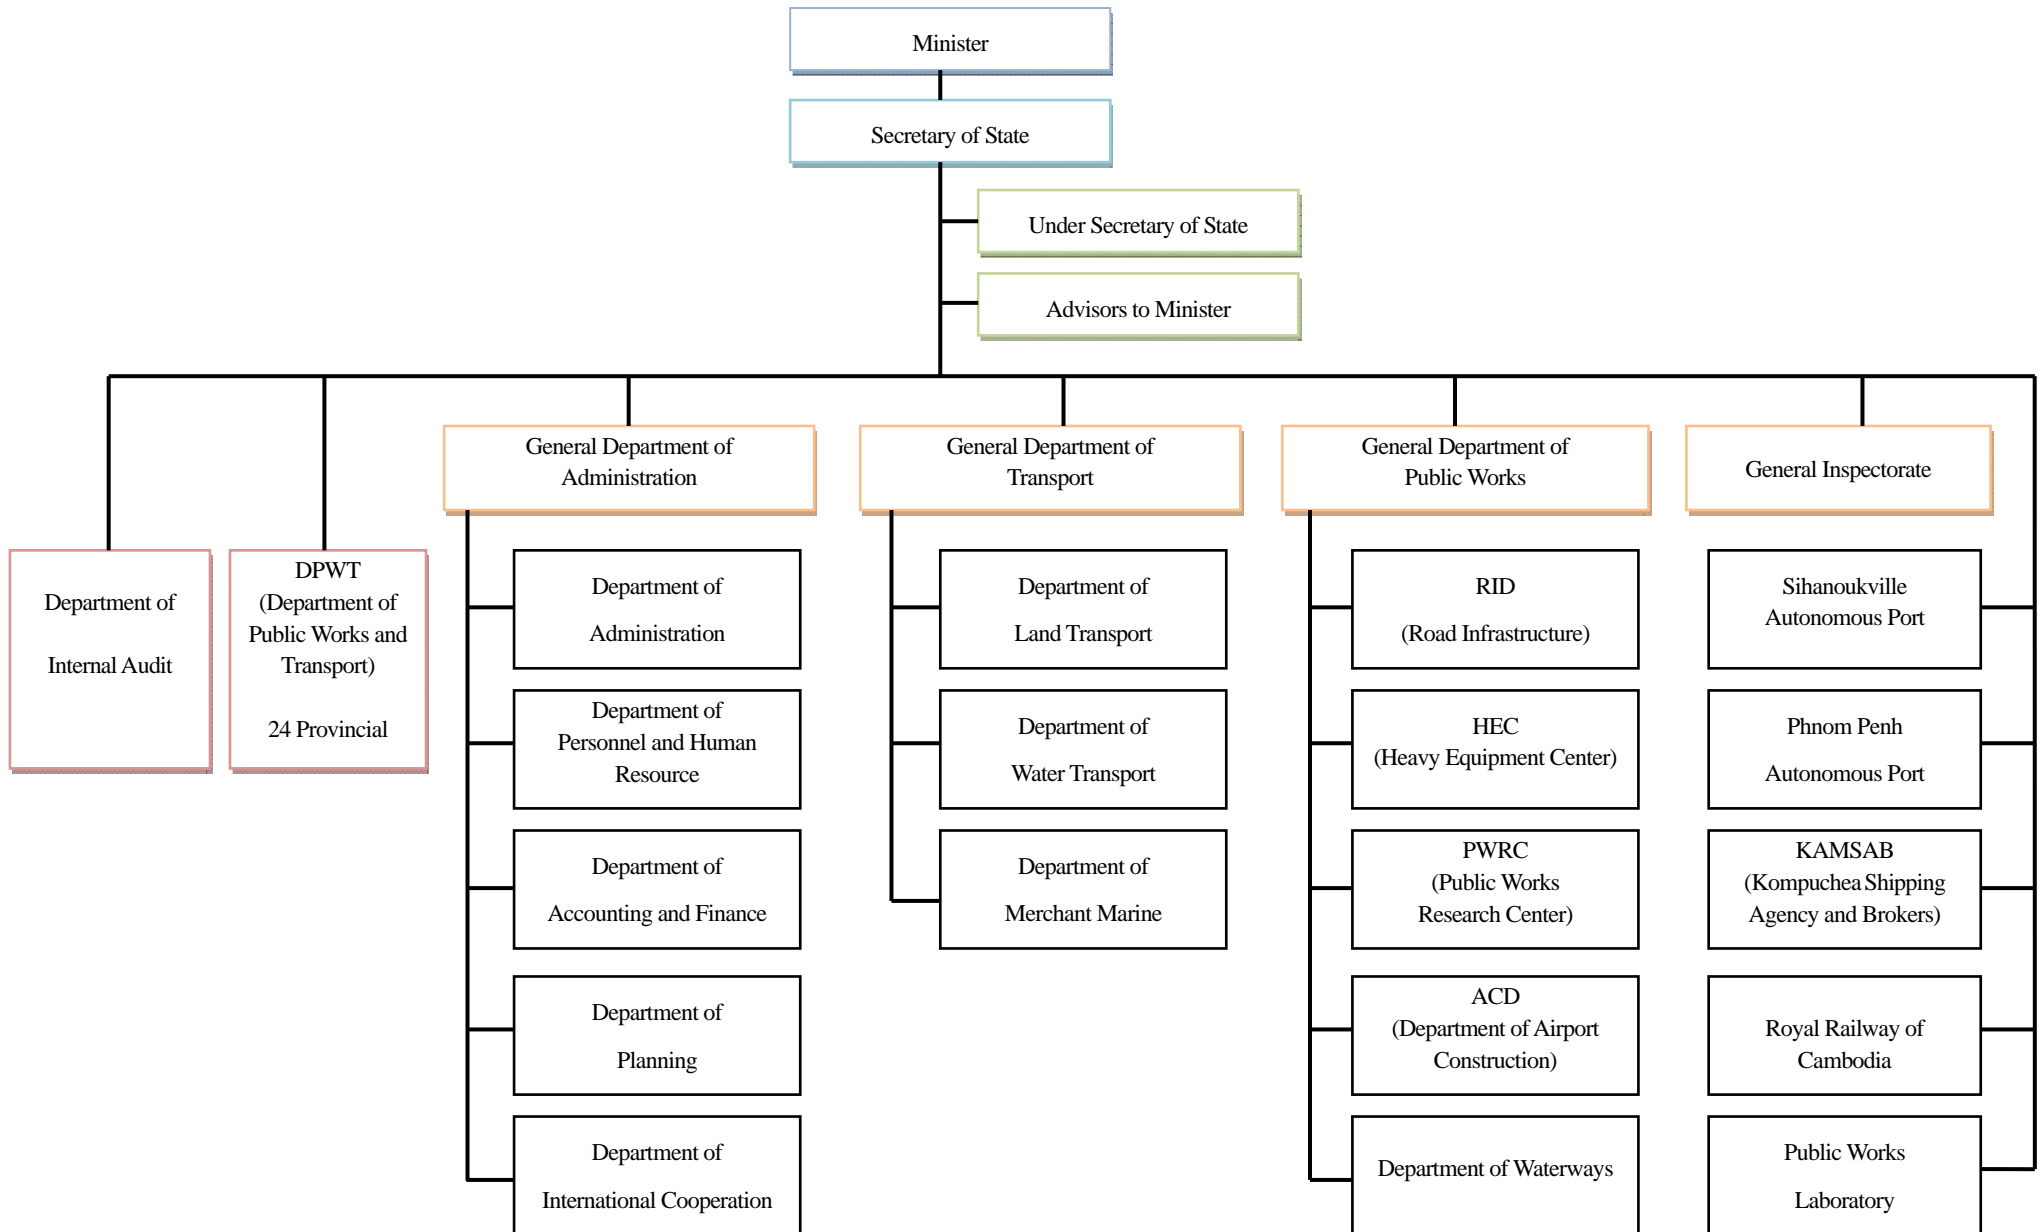 Minister
Secretary of State
Under Secretary of State
Advisors to Minister
Department of
Internal Audit
DPWT
(Department of
Public Works and
Transport)
24 Provincial
General Department of
Administration
Department of
Administration
Department of
Personnel and Human
Resource
Department of
Accounting and Finance
Department of
Planning
Department of
International Cooperation
General Department of
Transport
Department of
Land Transport
Department of
Water Transport
Department of
Merchant Marine
General Department of
Public Works
RID
(Road Infrastructure)
HEC
(Heavy Equipment Center)
PWRC
(Public Works
Research Center)
ACD
(Department of Airport
Construction)
Department of Waterways
General Inspectorate
Sihanoukville
Autonomous Port
Phnom Penh
Autonomous Port
KAMSAB
(Kompuchea Shipping
Agency and Brokers)
Royal Railway of
Cambodia
Public Works
Laboratory